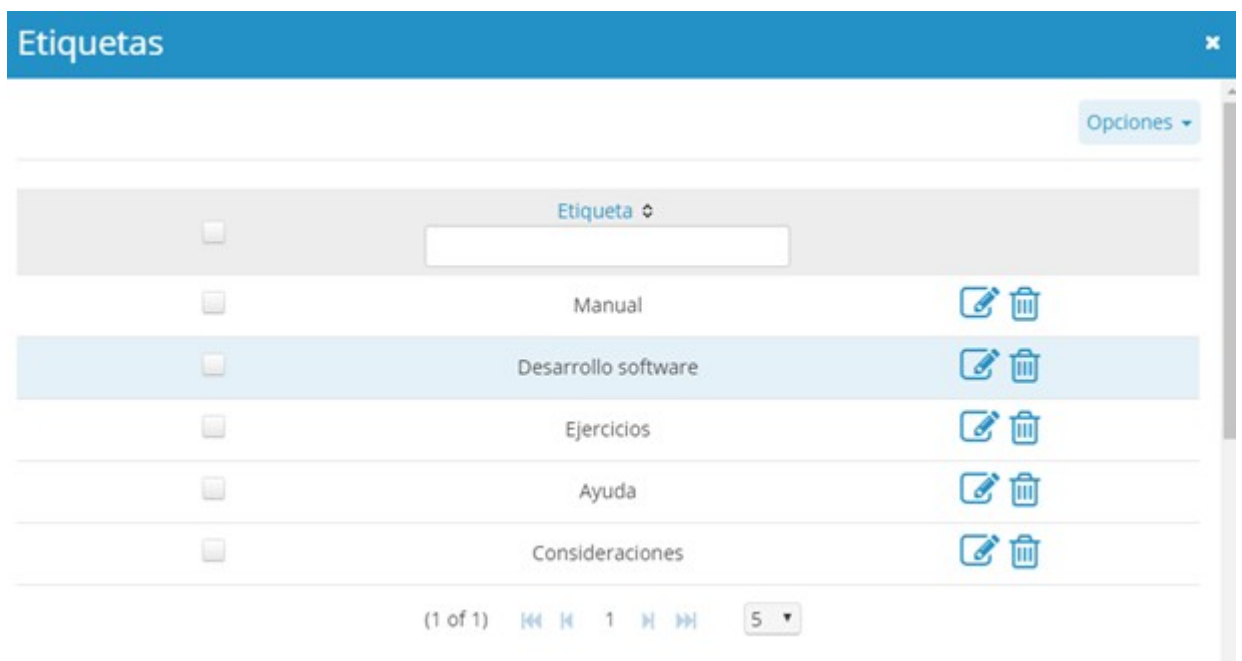 Etiquetas
Opciones
Etiqueta
Manual
Desarrollo software
Ejercicios
Ayuda
Consideraciones
(1 of 1) 1 5